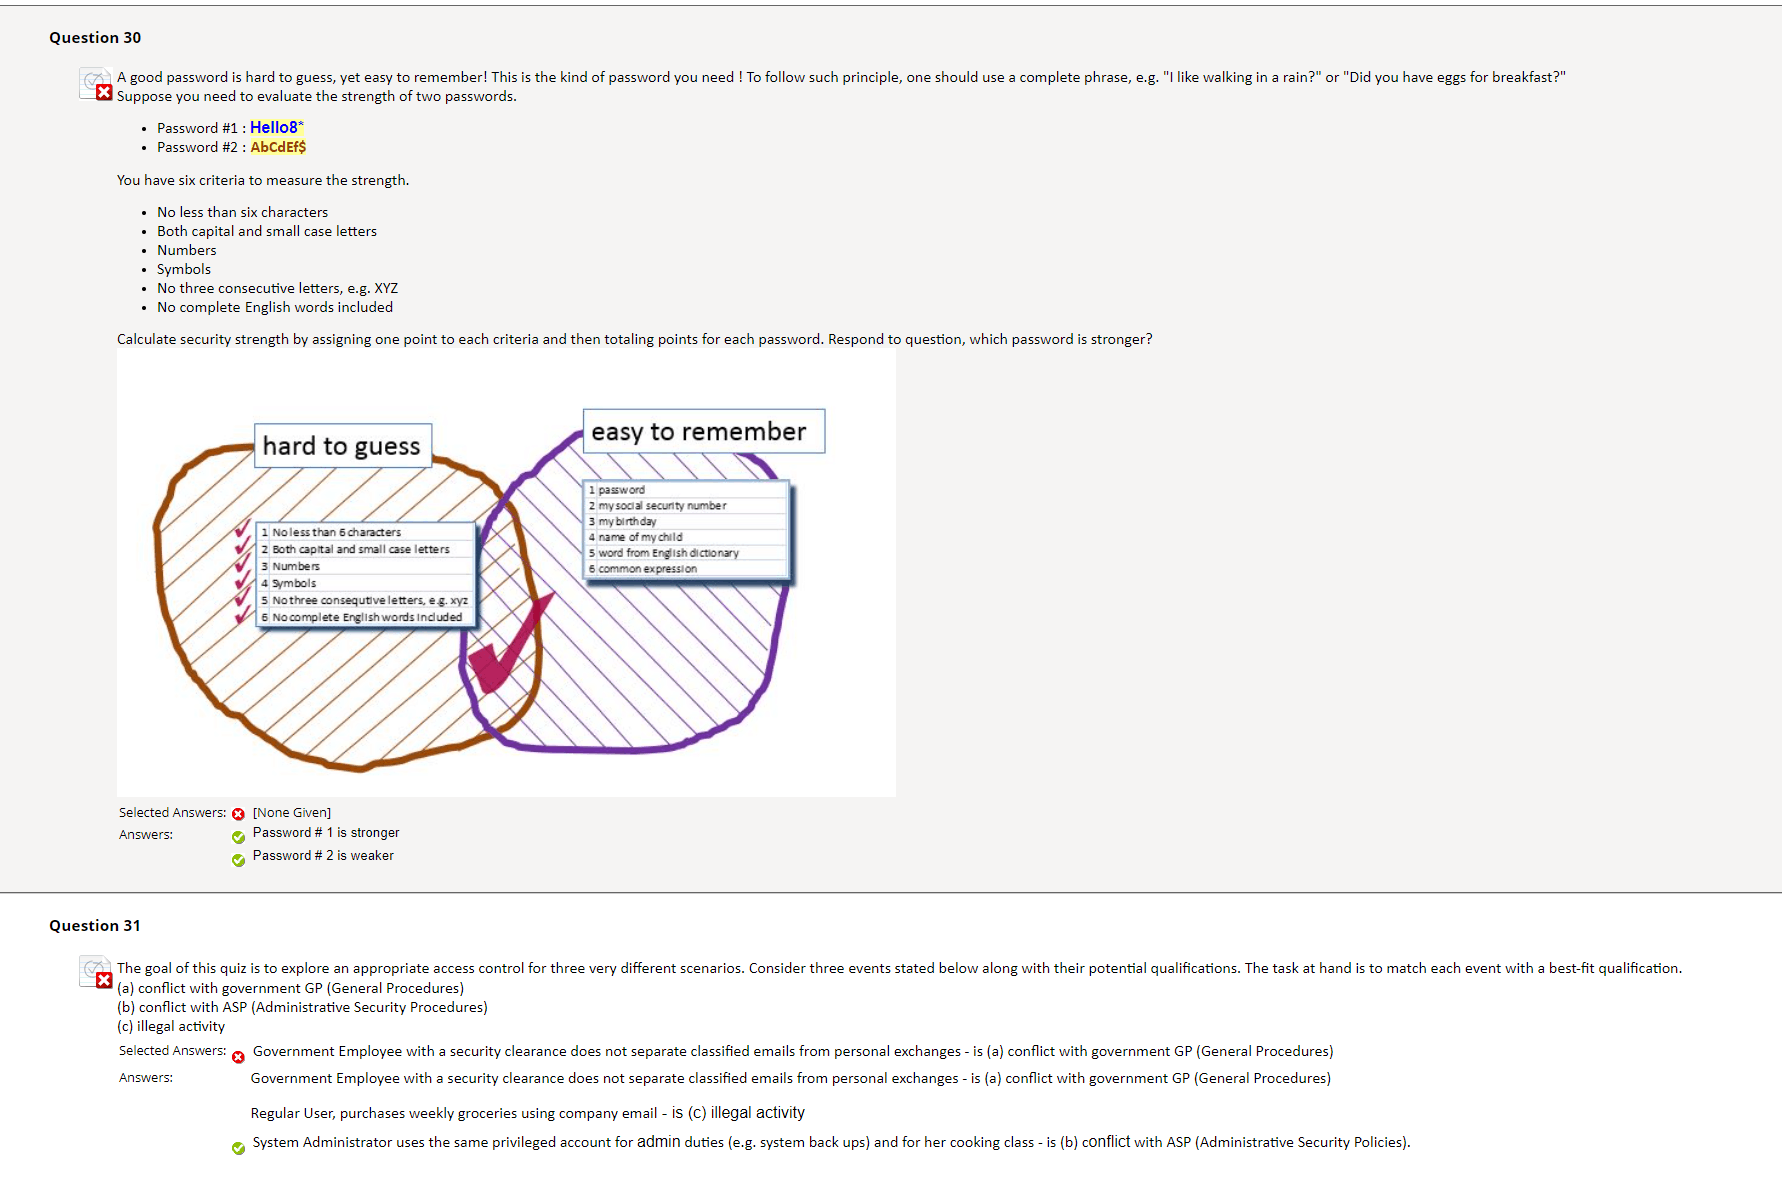 Question 30
A good password is hard to guess, yet easy to remember! This is the kind of password you need ! To follow such principle, one should use a complete phrase, e.g. "I like walking in a rain?" or "Did you have eggs for breakfast?"
Suppose you need to evaluate the strength of two passwords.
• Password #1 : Hello8*
• Password #2 : AbCdEf$
You have six criteria to measure the strength.
• No less than six characters
• Both capital and small case letters
• Numbers
• Symbols
• No three consecutive letters, e.g. XYZ
• No complete English words included
Calculate security strength by assigning one point to each criteria and then totaling points for each password. Respond to question, which password is stronger?
hard to guess
1 No less than 6 characters
2 Both capital and small case letters
3 Numbers
4 Symbols
5 No three consequtive letters, e.g. xyz
6 No complete English words Included
easy to remember
1 password
2 my social security number
3 my birthday
4 name of my child
5 word from English dictionary
6 common expression
Selected Answers: [None Given]
Answers: Password # 1 is stronger
Password # 2 is weaker
Question 31
The goal of this quiz is to explore an appropriate access control for three very different scenarios. Consider three events stated below along with their potential qualifications. The task at hand is to match each event with a best-fit qualification.
(a) conflict with government GP (General Procedures)
(b) conflict with ASP (Administrative Security Procedures)
(c) illegal activity
Selected Answers: Government Employee with a security clearance does not separate classified emails from personal exchanges - is (a) conflict with government GP (General Procedures)
Answers: Government Employee with a security clearance does not separate classified emails from personal exchanges - is (a) conflict with government GP (General Procedures)
Regular User, purchases weekly groceries using company email - is (c) illegal activity
System Administrator uses the same privileged account for admin duties (e.g. system back ups) and for her cooking class - is (b) conflict with ASP (Administrative Security Policies).